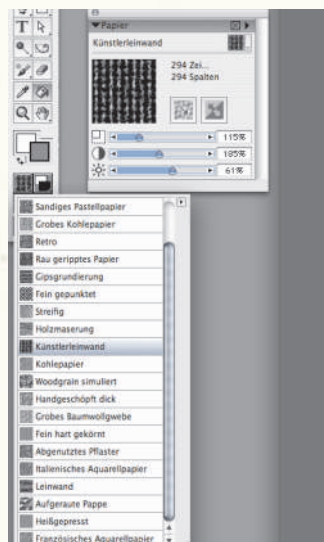 Papier
Künstlerleinwand
294 Zei...
294 Spalten
115%
185%
61%
Sandiges Pastellpapier
Grobes Kohlepapier
Retro
Rau geripptes Papier
Gipsgrundierung
Fein gepunktet
Streifig
Holzmaserung
Künstlerleinwand
Kohlepapier
Woodgrain simuliert
Handgeschöpft dick
Grobes Baumwollgewebe
Fein hart gekörnt
Abgenutztes Pflaster
Italienisches Aquarellpapier
Leinwand
Aufgeraute Pappe
Heißgepresst
Französisches Aquarellpapier